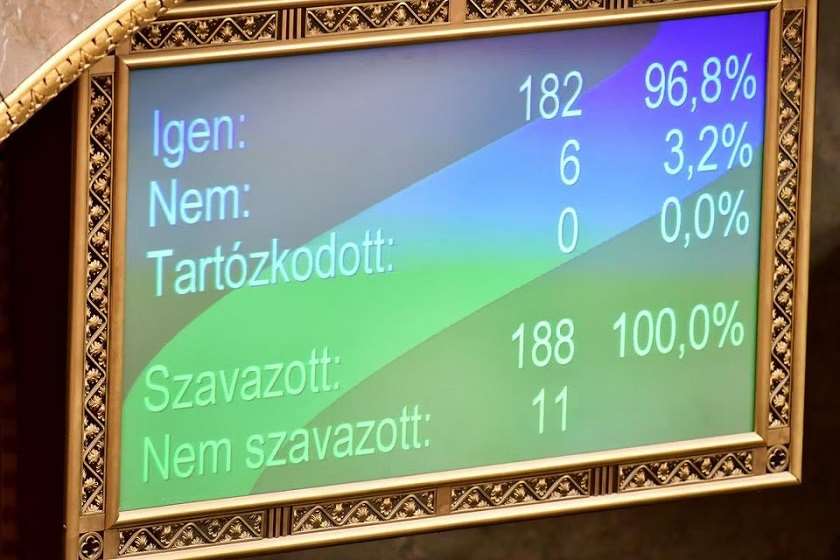 Igen: 182 96,8%
Nem: 6 3,2%
Tartózkodott: 0 0,0%
Szavazott: 188 100,0%
Nem szavazott: 11